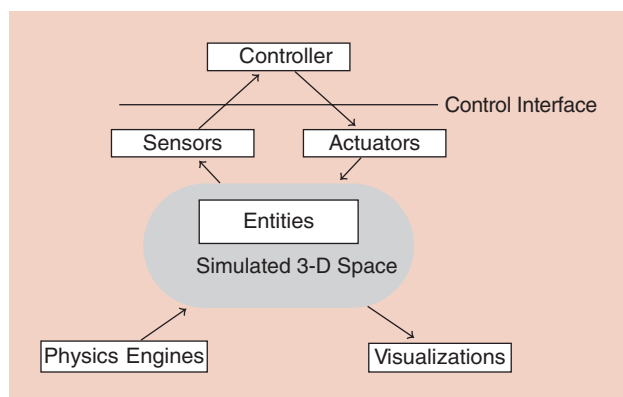 Controller
Control Interface
Sensors
Actuators
Entities
Simulated 3-D Space
Physics Engines
Visualizations